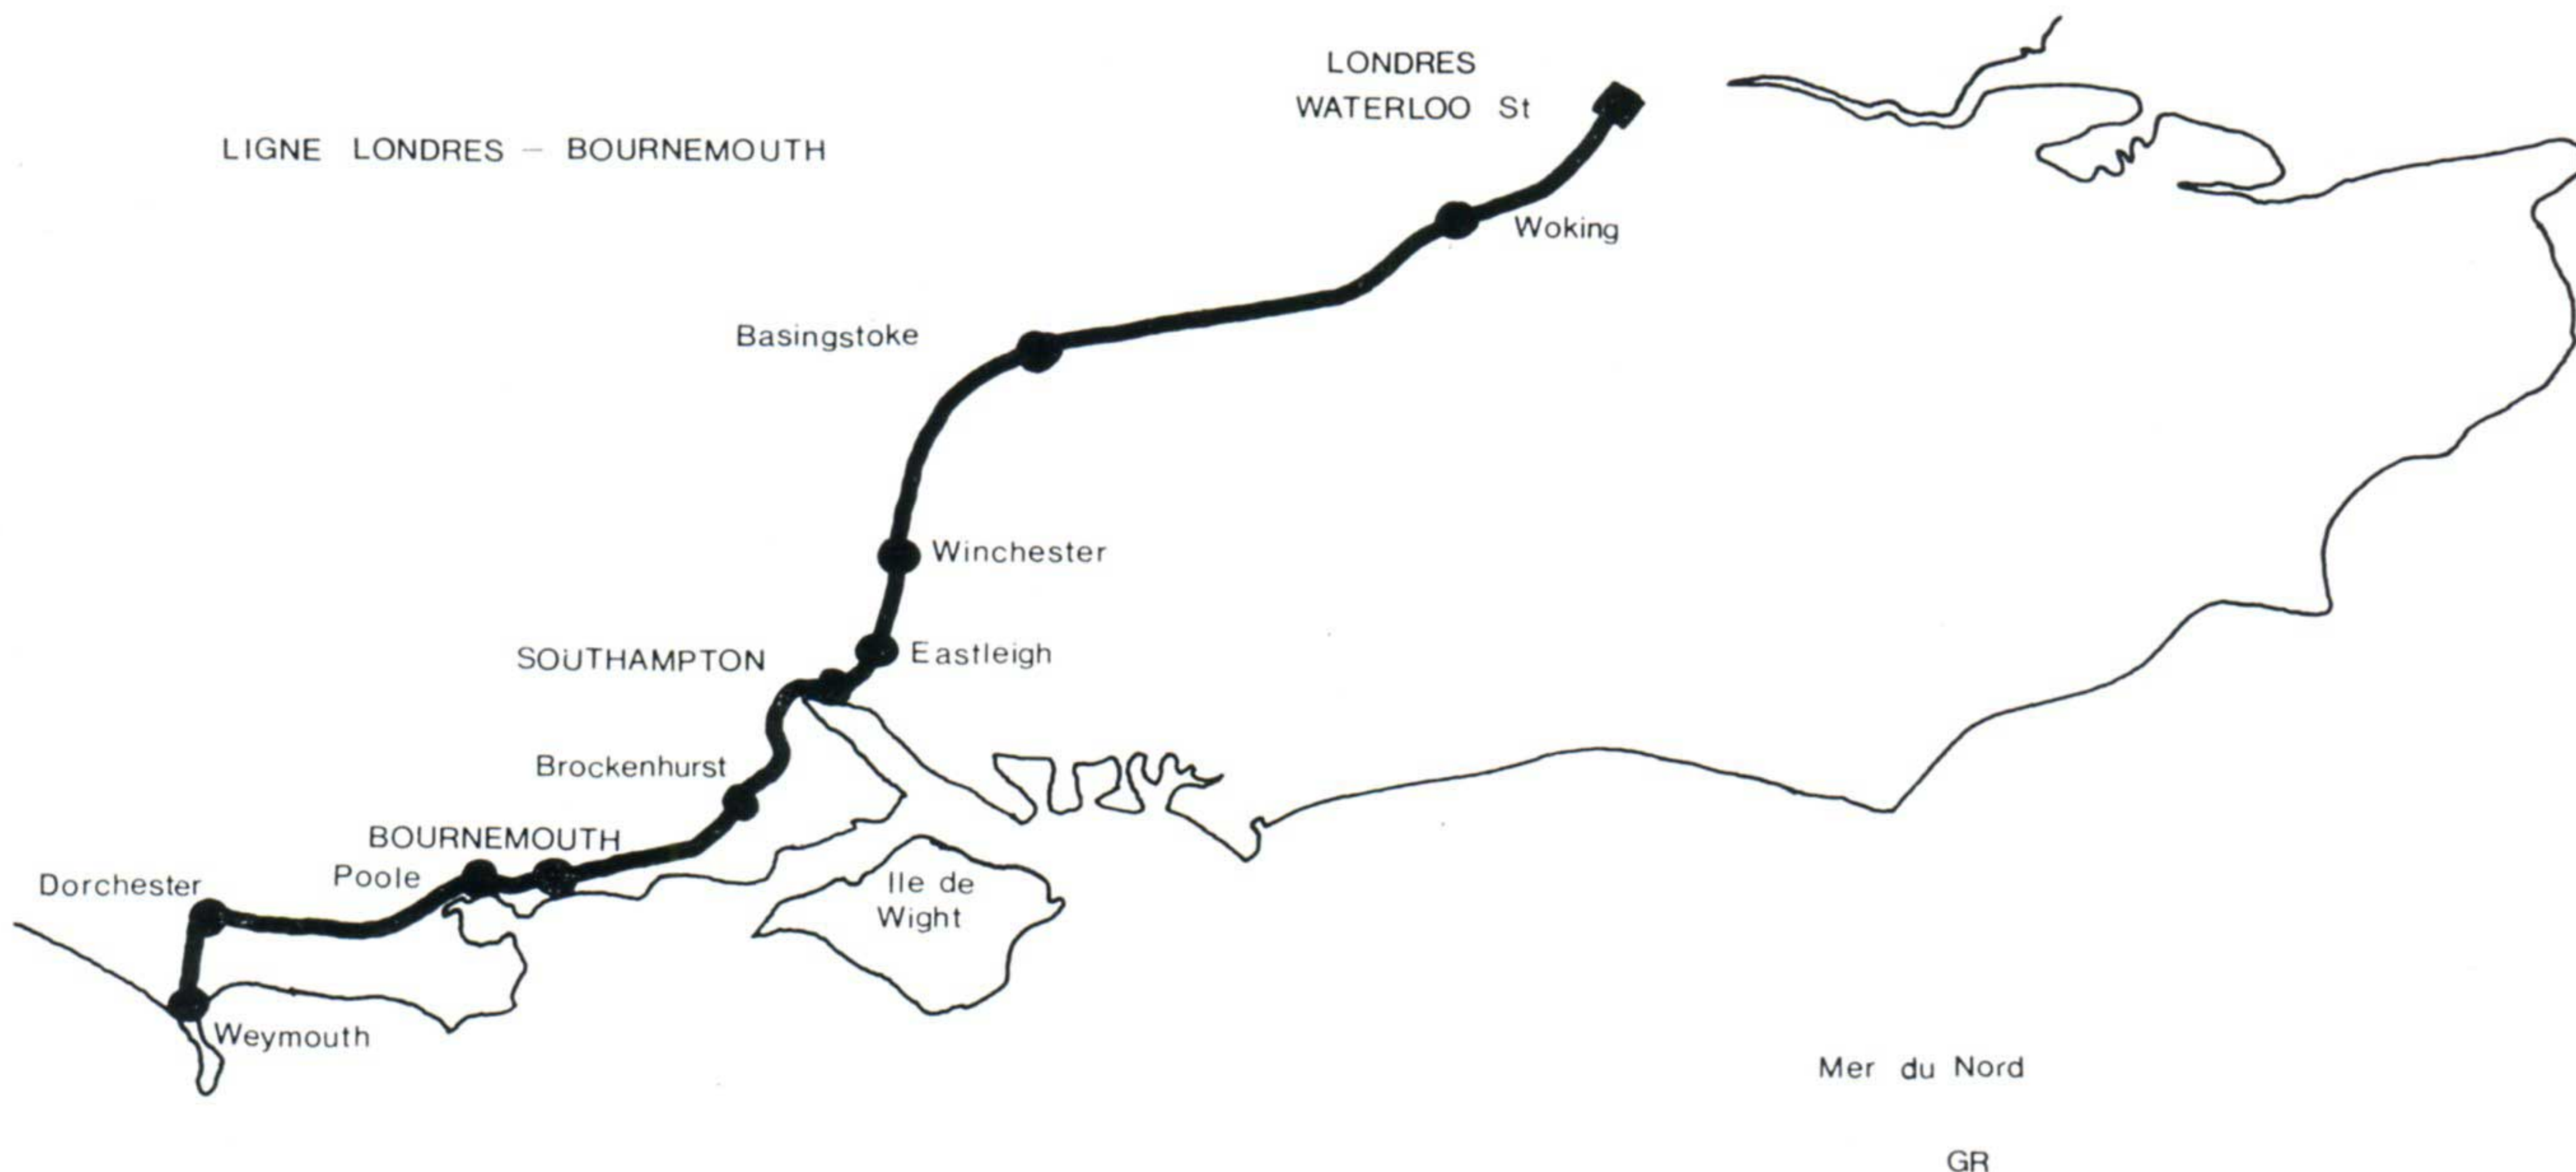 LONDRES
WATERLOO St
LIGNE LONDRES – BOURNEMOUTH
Woking
Basingstoke
Winchester
Eastleigh
SOUTHAMPTON
Brockenhurst
BOURNEMOUTH
Poole
Dorchester
Ile de
Wight
Weymouth
Mer du Nord
GR